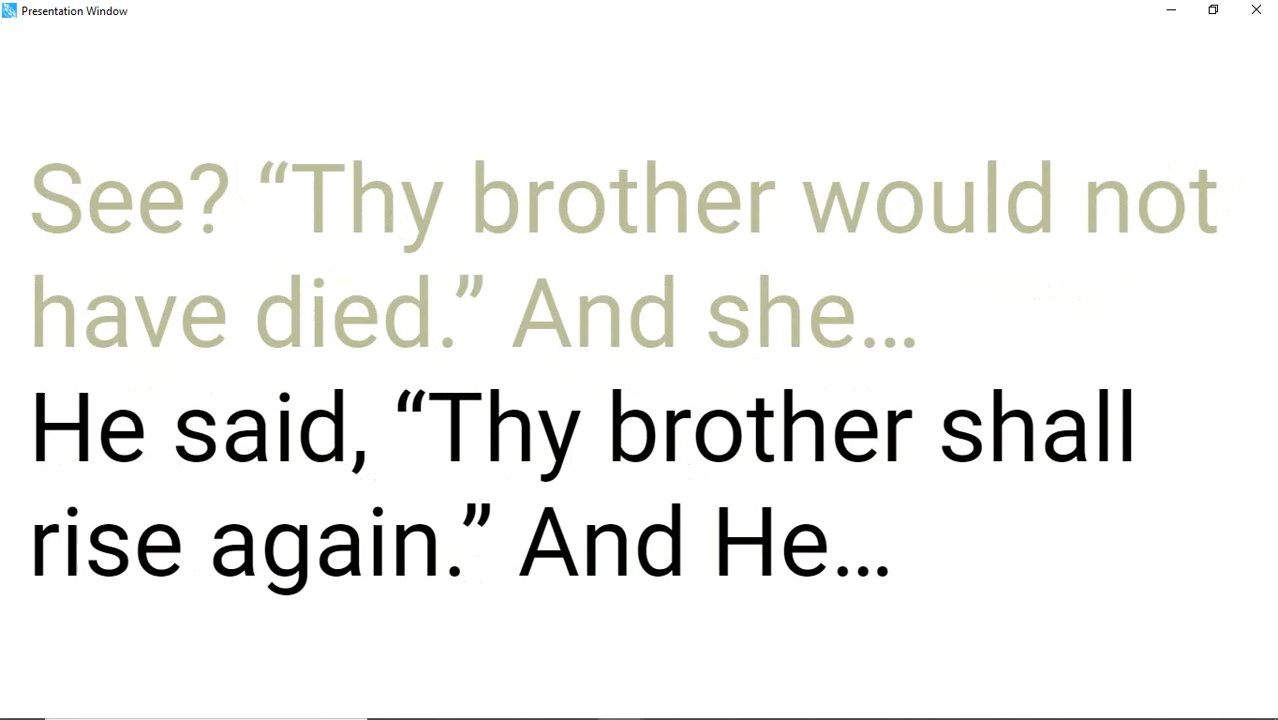 Presentation Window
See? “Thy brother would not
have died.” And she…
He said, “Thy brother shall
rise again.” And He…